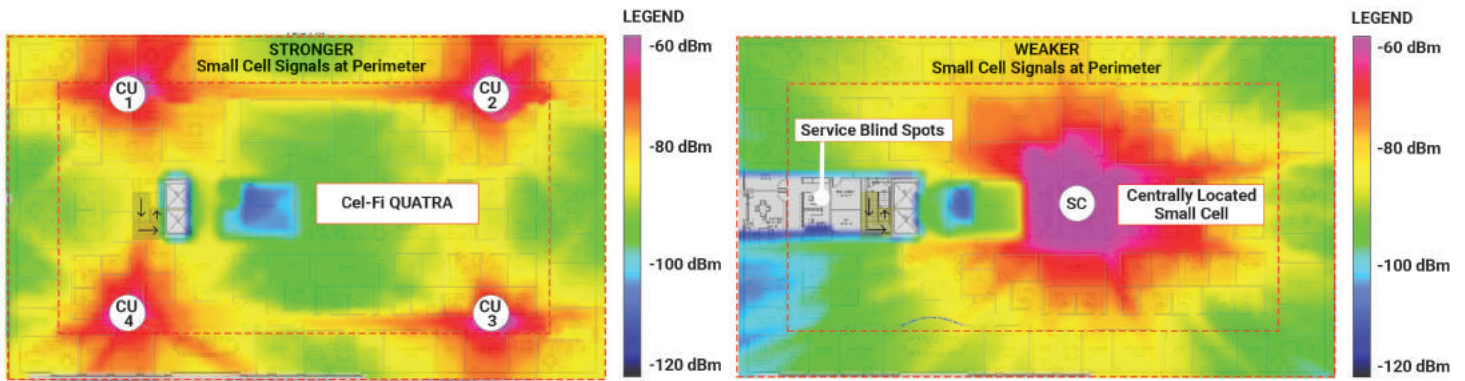 LEGEND
-60 dBm
-80 dBm
-100 dBm
-120 dBm
STRONGER
Small Cell Signals at Perimeter
CU
1
CU
2
Cel-Fi QUATRA
CU
4
CU
3
LEGEND
-60 dBm
-80 dBm
-100 dBm
-120 dBm
WEAKER
Small Cell Signals at Perimeter
Service Blind Spots
SC
Centrally Located
Small Cell